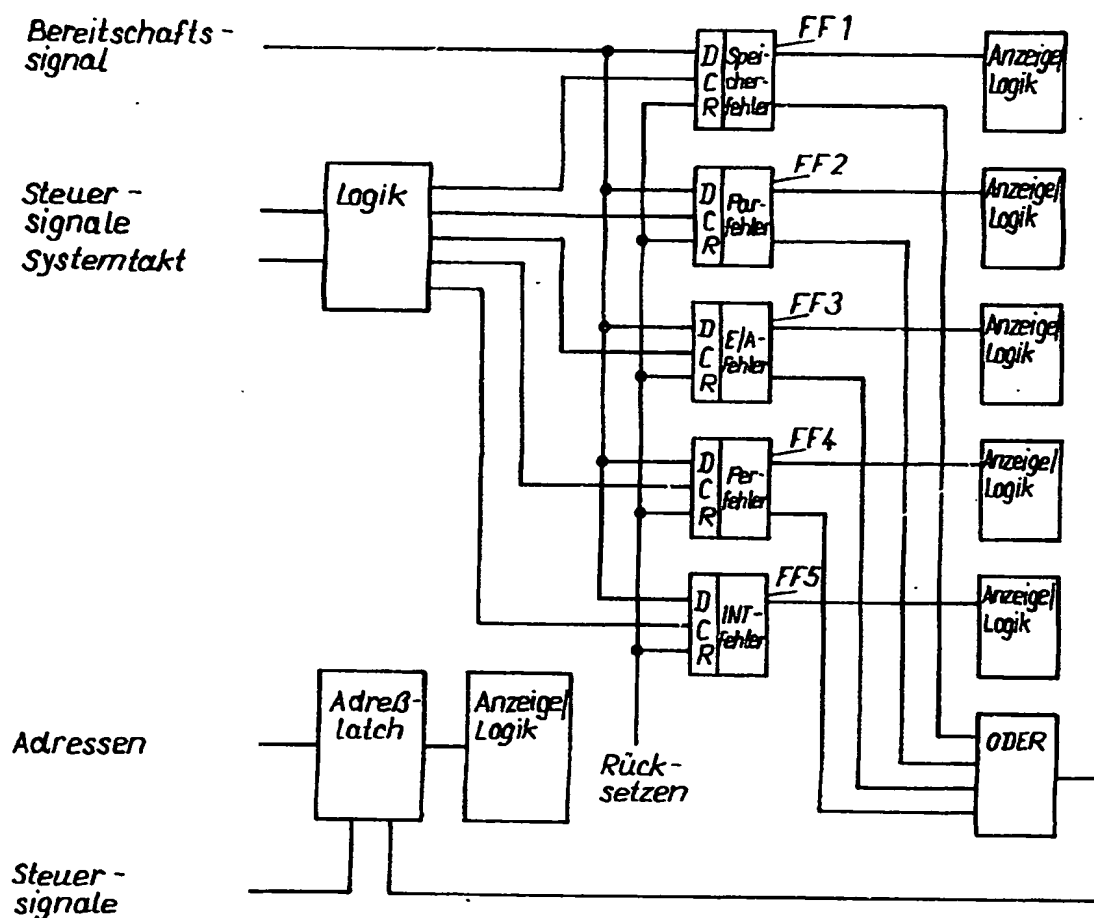 Bereitschafts-
signal
FF1
D
C
R
Spei-
cher-
fehler
Anzeige/
Logik
Steuer-
signale
Systemtakt
Logik
FF2
D
C
R
Par-
fehler
Anzeige/
Logik
FF3
D
C
R
E/A-
fehler
Anzeige/
Logik
FF4
D
C
R
Per-
fehler
Anzeige/
Logik
FF5
D
C
R
INT-
fehler
Anzeige/
Logik
Adressen
Adreß-
latch
Anzeige/
Logik
Rück-
setzen
ODER
Steuer-
signale